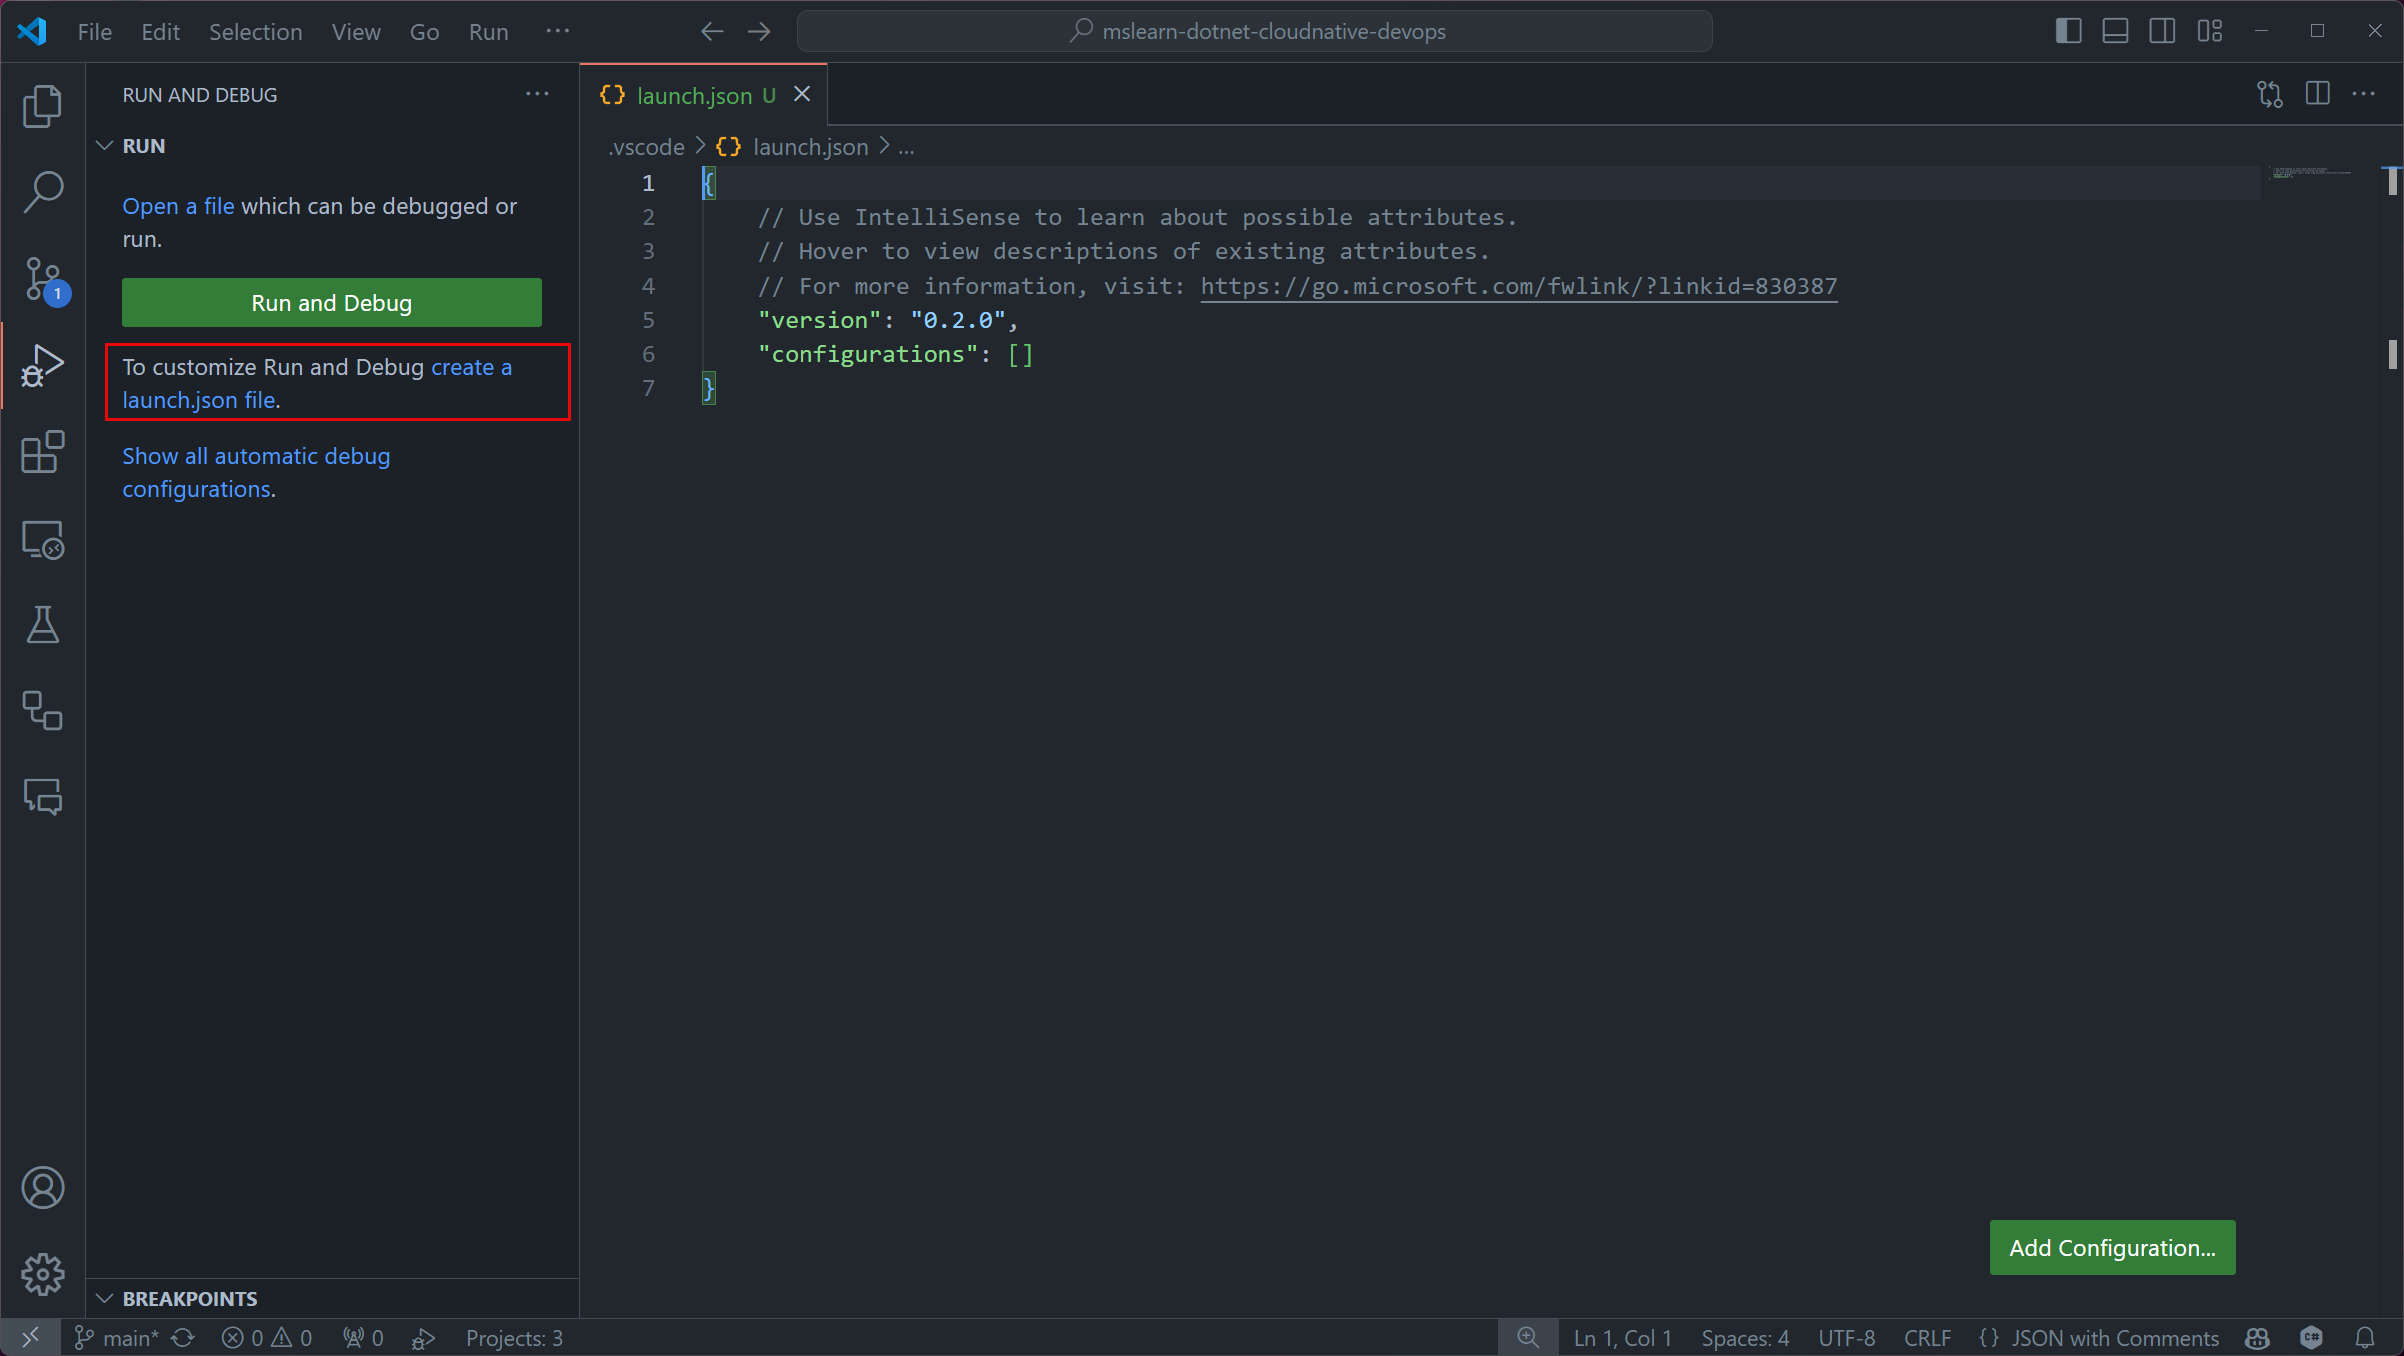 File Edit Selection View Go Run ···
mslearn-dotnet-cloudnative-devops
RUN AND DEBUG ···
RUN
Open a file which can be debugged or
run.
Run and Debug
To customize Run and Debug create a
launch.json file.
Show all automatic debug
configurations.
BREAKPOINTS
1
launch.json U
.vscode > {} launch.json > ...
1 {
2 // Use IntelliSense to learn about possible attributes.
3 // Hover to view descriptions of existing attributes.
4 // For more information, visit: https://go.microsoft.com/fwlink/?linkid=830387
5 "version": "0.2.0",
6 "configurations": []
7 }
Add Configuration...
main* 0 0 0 Projects: 3 Ln 1, Col 1 Spaces: 4 UTF-8 CRLF {} JSON with Comments C#